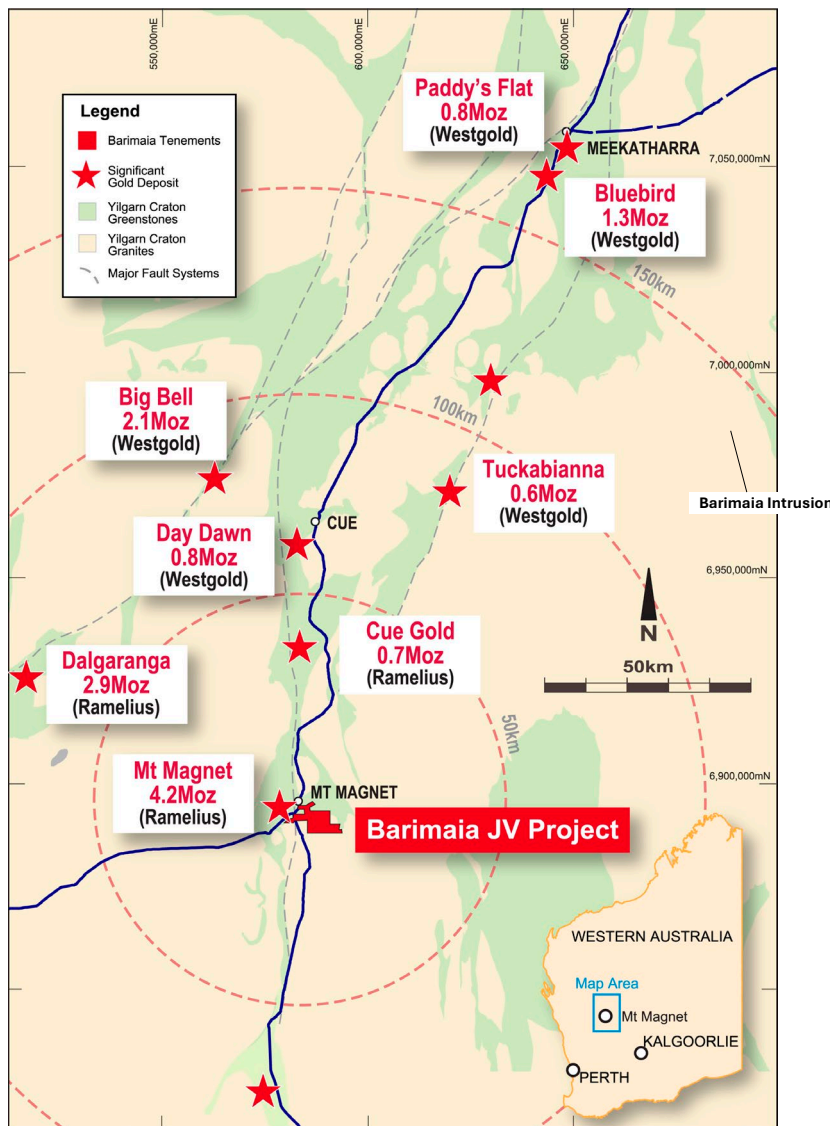 550,000mE
600,000mE
650,000mE
Legend
Barimaia Tenements
Significant
Gold Deposit
Yilgarn Craton
Greenstones
Yilgarn Craton
Granites
Major Fault Systems
Paddy's Flat
0.8Moz
(Westgold)
MEEKATHARRA
7,050,000mN
Bluebird
1.3Moz
(Westgold)
150km
7,000,000mN
Big Bell
2.1Moz
(Westgold)
100km
Tuckabianna
0.6Moz
(Westgold)
Barimaia Intrusion
Day Dawn
0.8Moz
(Westgold)
CUE
6,950,000mN
N
50km
Cue Gold
0.7Moz
(Ramelius)
Dalgaranga
2.9Moz
(Ramelius)
50km
Mt Magnet
4.2Moz
(Ramelius)
MT MAGNET
6,900,000mN
Barimaia JV Project
WESTERN AUSTRALIA
Map Area
Mt Magnet
KALGOORLIE
PERTH